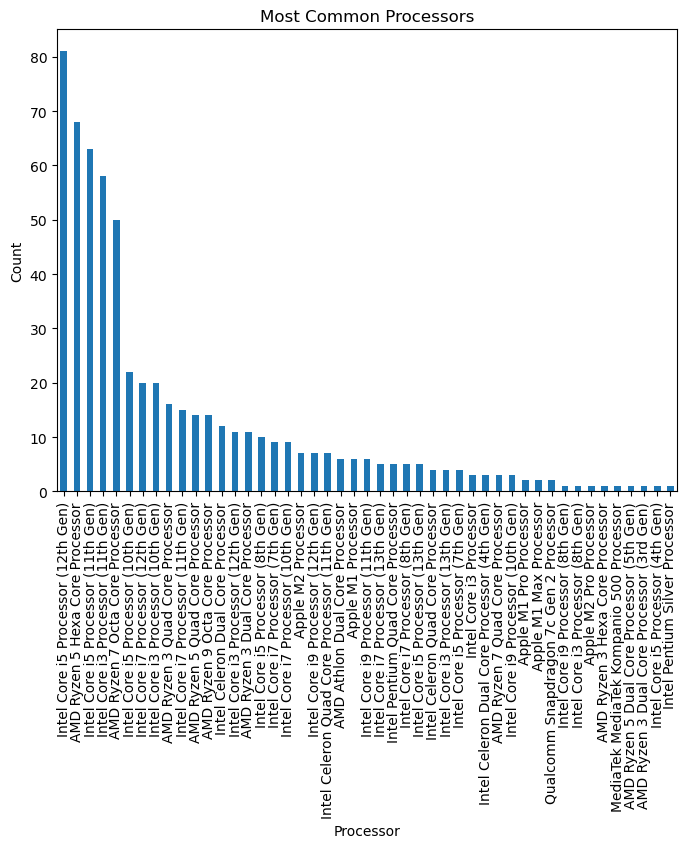 Most Common Processors
80
70
60
50
40
30
20
10
0
Count
Intel Core i5 Processor (12th Gen)
AMD Ryzen 5 Hexa Core Processor
Intel Core i5 Processor (11th Gen)
Intel Core i3 Processor (11th Gen)
AMD Ryzen 7 Octa Core Processor
Intel Core i5 Processor (10th Gen)
Intel Core i7 Processor (12th Gen)
Intel Core i3 Processor (10th Gen)
AMD Ryzen 3 Quad Core Processor
Intel Core i7 Processor (11th Gen)
AMD Ryzen 5 Quad Core Processor
AMD Ryzen 9 Octa Core Processor
Intel Celeron Dual Core Processor
Intel Core i3 Processor (12th Gen)
AMD Ryzen 3 Dual Core Processor
Intel Core i5 Processor (8th Gen)
Intel Core i7 Processor (7th Gen)
Intel Core i7 Processor (10th Gen)
Apple M2 Processor
Intel Core i9 Processor (12th Gen)
Intel Celeron Quad Core Processor (11th Gen)
AMD Athlon Dual Core Processor
Apple M1 Processor
Intel Core i9 Processor (11th Gen)
Intel Core i7 Processor (13th Gen)
Intel Pentium Quad Core Processor
Intel Core i7 Processor (8th Gen)
Intel Core i5 Processor (13th Gen)
Intel Celeron Quad Core Processor
Intel Core i9 Processor (13th Gen)
Intel Core i5 Processor (7th Gen)
Intel Core i3 Processor
Intel Celeron Dual Core Processor (4th Gen)
AMD Ryzen 7 Quad Core Processor
Intel Core i9 Processor (10th Gen)
Apple M1 Pro Processor
Apple M1 Max Processor
Qualcomm Snapdragon 7c Gen 2 Processor
Intel Core i9 Processor (8th Gen)
Intel Core i3 Processor (8th Gen)
Apple M2 Pro Processor
AMD Ryzen 3 Hexa Core Processor
MediaTek MediaTek Kompanio 500 Processor
AMD Ryzen 5 Dual Core Processor (5th Gen)
AMD Ryzen 3 Dual Core Processor (3rd Gen)
Intel Core i5 Processor (4th Gen)
Intel Pentium Silver Processor
Processor